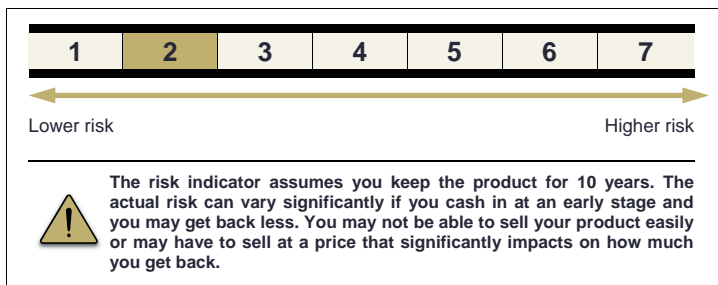 1 2 3 4 5 6 7
Lower risk Higher risk
The risk indicator assumes you keep the product for 10 years. The
actual risk can vary significantly if you cash in at an early stage and
you may get back less. You may not be able to sell your product easily
or may have to sell at a price that significantly impacts on how much
you get back.